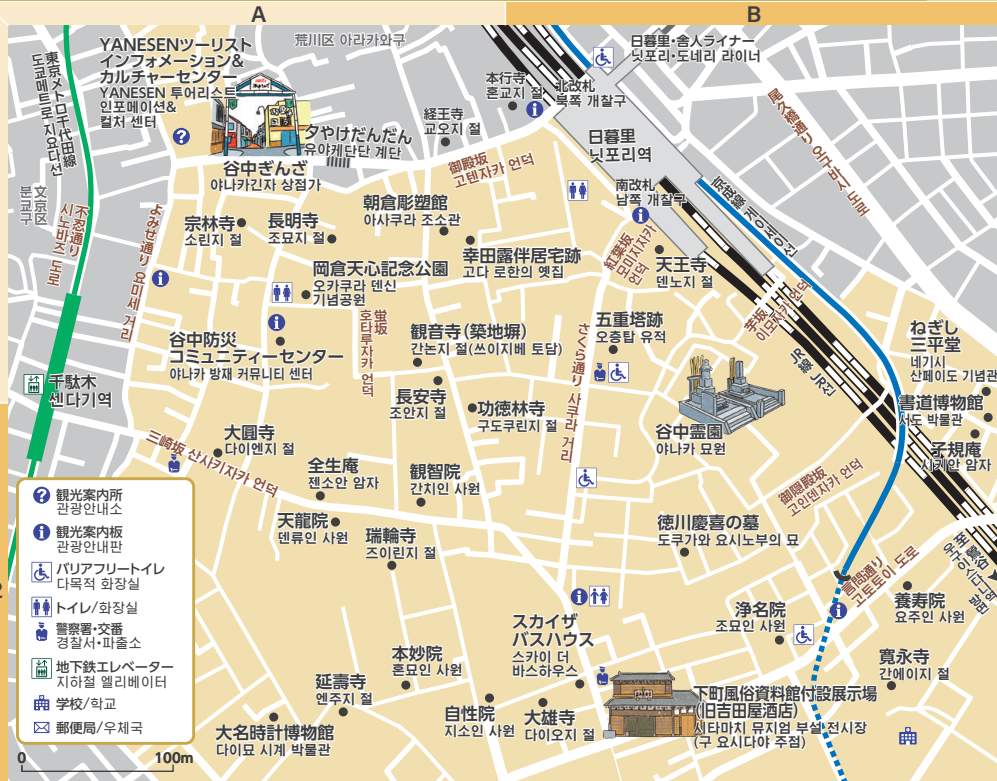 A
B
YANESENツーリスト
インフォメーション&
カルチャーセンター
YANESEN 투어리스트
인포메이션&
컬처 센터
荒川区 아라카와구
日暮里・舎人ライナー
닛포리・도네리 라이너
東京メトロ千代田線
도쿄메트로 지요다선
文京区
분쿄구
不忍通り
시노바즈 도로
本行寺
혼교지 절
北改札
북쪽 개찰구
経王寺
교오지 절
夕やけだんだん
유야케단단 계단
日暮里
닛포리역
尾久橋通り 오구바시 도로
谷中ぎんざ
야나카긴자 상점가
御殿坂
고텐자카 언덕
南改札
남쪽 개찰구
京成線 게이세이선
よみせ通り 요미세 거리
宗林寺
소린지 절
長明寺
조묘지 절
朝倉彫塑館
아사쿠라 조소관
幸田露伴居宅跡
고다 로한의 옛집
紅葉坂
모미지자카
언덕
天王寺
덴노지 절
岡倉天心記念公園
오카쿠라 덴신
기념공원
蛍坂
호타루자카 언덕
芋坂
이모자카 언덕
谷中防災
コミュニティーセンター
야나카 방재 커뮤니티 센터
観音寺(築地塀)
간논지 절(쓰이지베 토담)
さくら通り 사쿠라 거리
五重塔跡
오층탑 유적
JR線 JR선
ねぎし
三平堂
네기시
산페이도 기념관
千駄木
센다기역
長安寺
조안지 절
功徳林寺
구도쿠린지 절
谷中霊園
야나카 묘원
書道博物館
서도 박물관
子規庵
시키안 암자
三崎坂 산사키자카 언덕
大圓寺
다이엔지 절
全生庵
젠소안 암자
観智院
간치인 사원
御隠殿坂
고인덴자카 언덕
天龍院
덴류인 사원
瑞輪寺
즈이린지 절
徳川慶喜の墓
도쿠가와 요시노부의 묘
言問通り
고토토이 도로
養寿院
요주인 사원
浄名院
조묘인 사원
スカイザ
バスハウス
스카이 더
바스하우스
寛永寺
간에이지 절
本妙院
혼묘인 사원
延壽寺
엔주지 절
自性院
지소인 사원
大雄寺
다이오지 절
下町風俗資料館付設展示場
(旧吉田屋酒店)
시타마치 뮤지엄 부설 전시장
(구 요시다야 주점)
大名時計博物館
다이묘 시계 박물관
観光案内所
관광안내소
観光案内板
관광안내판
バリアフリートイレ
다목적 화장실
トイレ/화장실
警察署・交番
경찰서・파출소
地下鉄エレベーター
지하철 엘리베이터
学校/학교
郵便局/우체국
0
100m